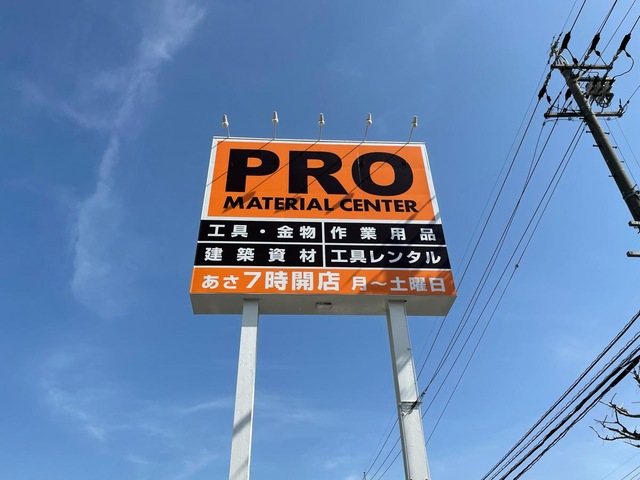 PRO
MATERIAL CENTER
工具・金物 作業用品
建築資材 工具レンタル
あさ7時開店 月〜土曜日